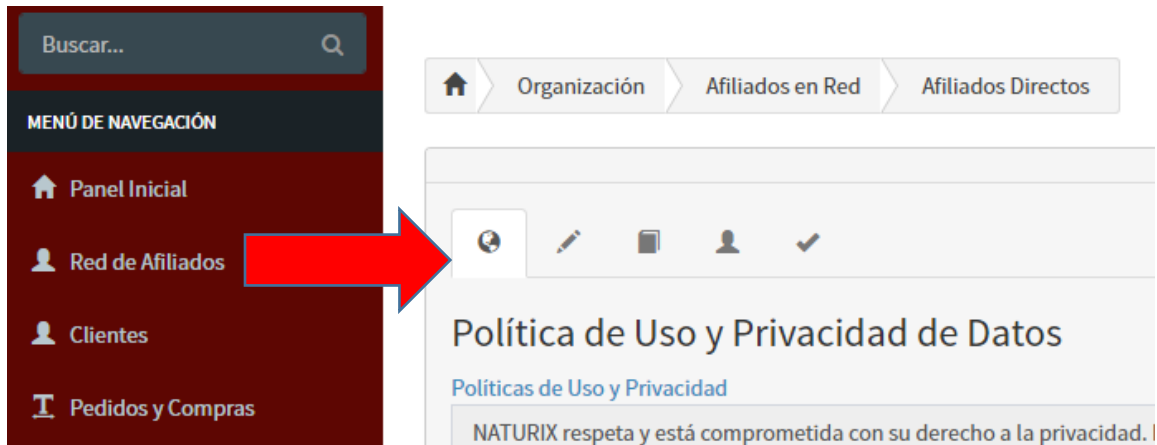 Buscar...
MENÚ DE NAVEGACIÓN
Panel Inicial
Red de Afiliados
Clientes
Pedidos y Compras
Organización
Afiliados en Red
Afiliados Directos
Política de Uso y Privacidad de Datos
Políticas de Uso y Privacidad
NATURIX respeta y está comprometida con su derecho a la privacidad.